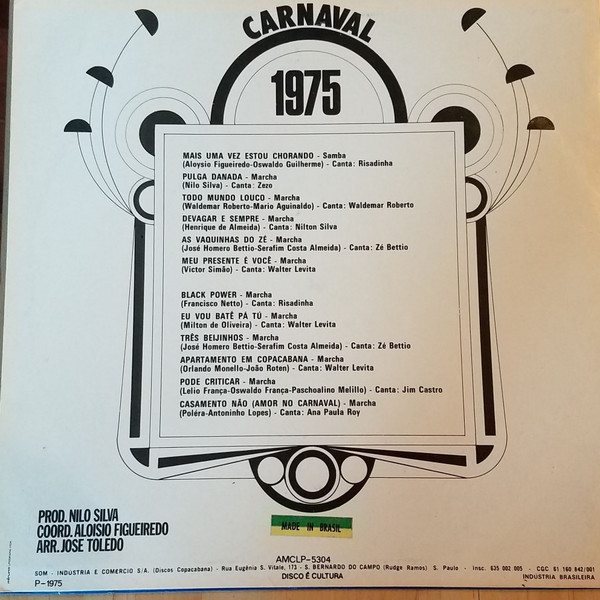 CARNAVAL
1975
MAIS UMA VEZ ESTOU CHORANDO - Samba
(Aloysio Figueiredo-Oswaldo Guilherme) - Canta: Risadinha
PULGA DANADA - Marcha
(Nilo Silva) - Canta: Zezo
TODO MUNDO LOUCO - Marcha
(Waldemar Roberto-Mario Aguinaldo) - Canta: Waldemar Roberto
DEVAGAR E SEMPRE - Marcha
(Henrique de Almeida) - Canta: Nilton Silva
AS VAQUINHAS DO ZÉ - Marcha
(José Homero Bettio-Serafim Costa Almeida) - Canta: Zé Bettio
MEU PRESENTE É VOCÊ - Marcha
(Victor Simão) - Canta: Walter Levita
BLACK POWER - Marcha
(Francisco Netto) - Canta: Risadinha
EU VOU BATÊ PÁ TÚ - Marcha
(Milton de Oliveira) - Canta: Walter Levita
TRÊS BEIJINHOS - Marcha
(José Homero Bettio-Serafim Costa Almeida) - Canta: Zé Bettio
APARTAMENTO EM COPACABANA - Marcha
(Orlando Monello-João Roten) - Canta: Walter Levita
PODE CRITICAR - Marcha
(Lelio França-Oswaldo França-Paschoalino Melillo) - Canta: Jim Castro
CASAMENTO NÃO (AMOR NO CARNAVAL) - Marcha
(Poléra-Antoninho Lopes) - Canta: Ana Paula Roy
PROD. NILO SILVA
COORD. ALOISIO FIGUEIREDO
ARR. JOSE TOLEDO
MADE IN BRASIL
AMCLP-5304
SOM - INDUSTRIA E COMERCIO S/A. (Discos Copacabana) - Rua Eugênia S. Vitale, 173 - S. BERNARDO DO CAMPO (Rudge Ramos) - S. Paulo - Insc. 635 002 005 - CGC 61 160 842/001
P-1975
DISCO É CULTURA
INDÚSTRIA BRASILEIRA